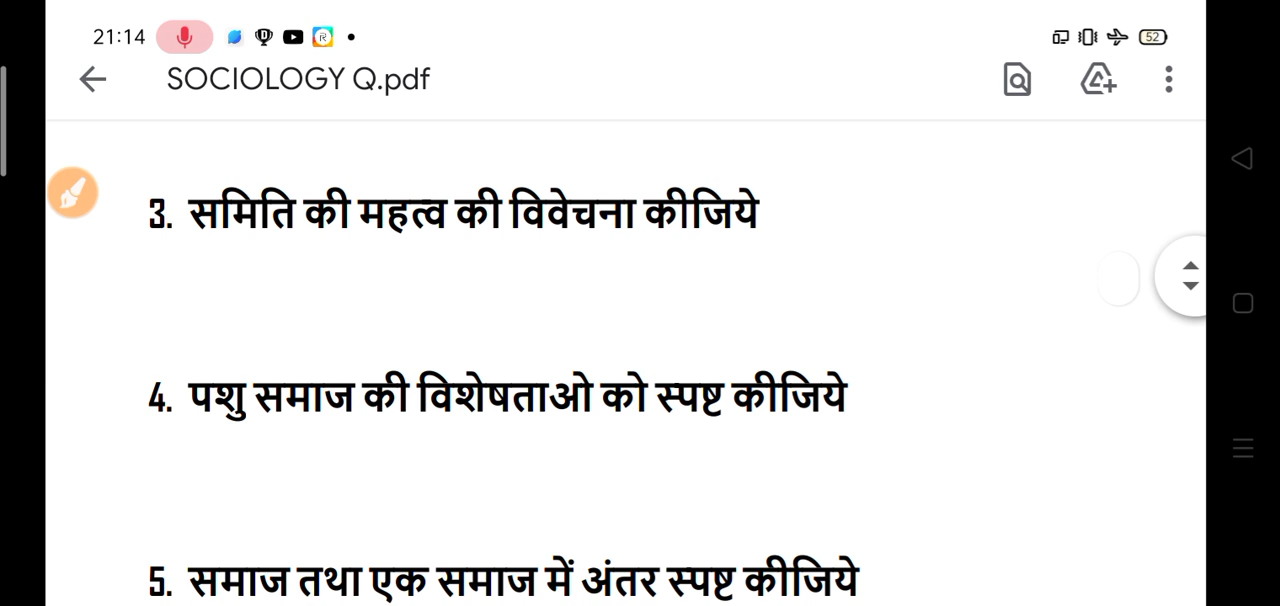 21:14
52
SOCIOLOGY Q.pdf
3. समिति की महत्व की विवेचना कीजिये
4. पशु समाज की विशेषताओ को स्पष्ट कीजिये
5. समाज तथा एक समाज में अंतर स्पष्ट कीजिये